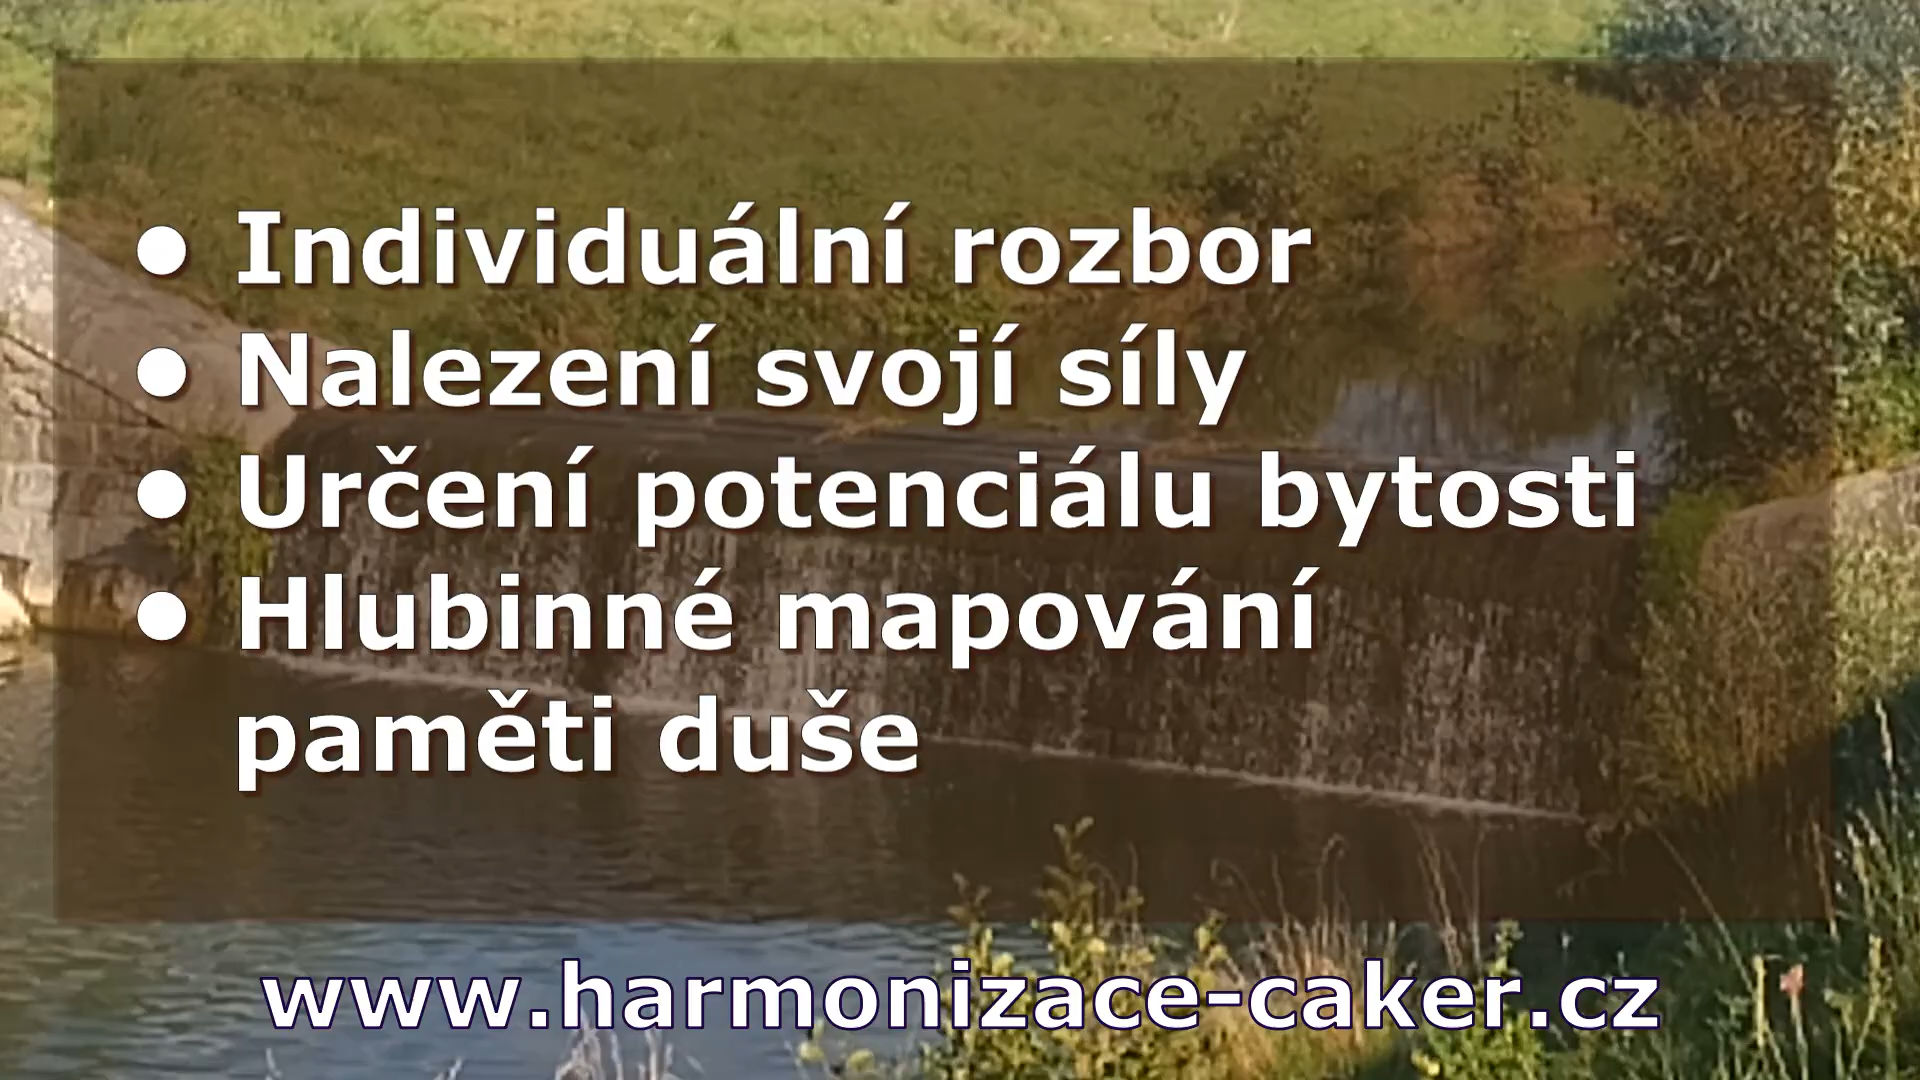 ● Individuální rozbor
● Nalezení svojí síly
● Určení potenciálu bytosti
● Hlubinné mapování
paměti duše
www.harmonizace-caker.cz